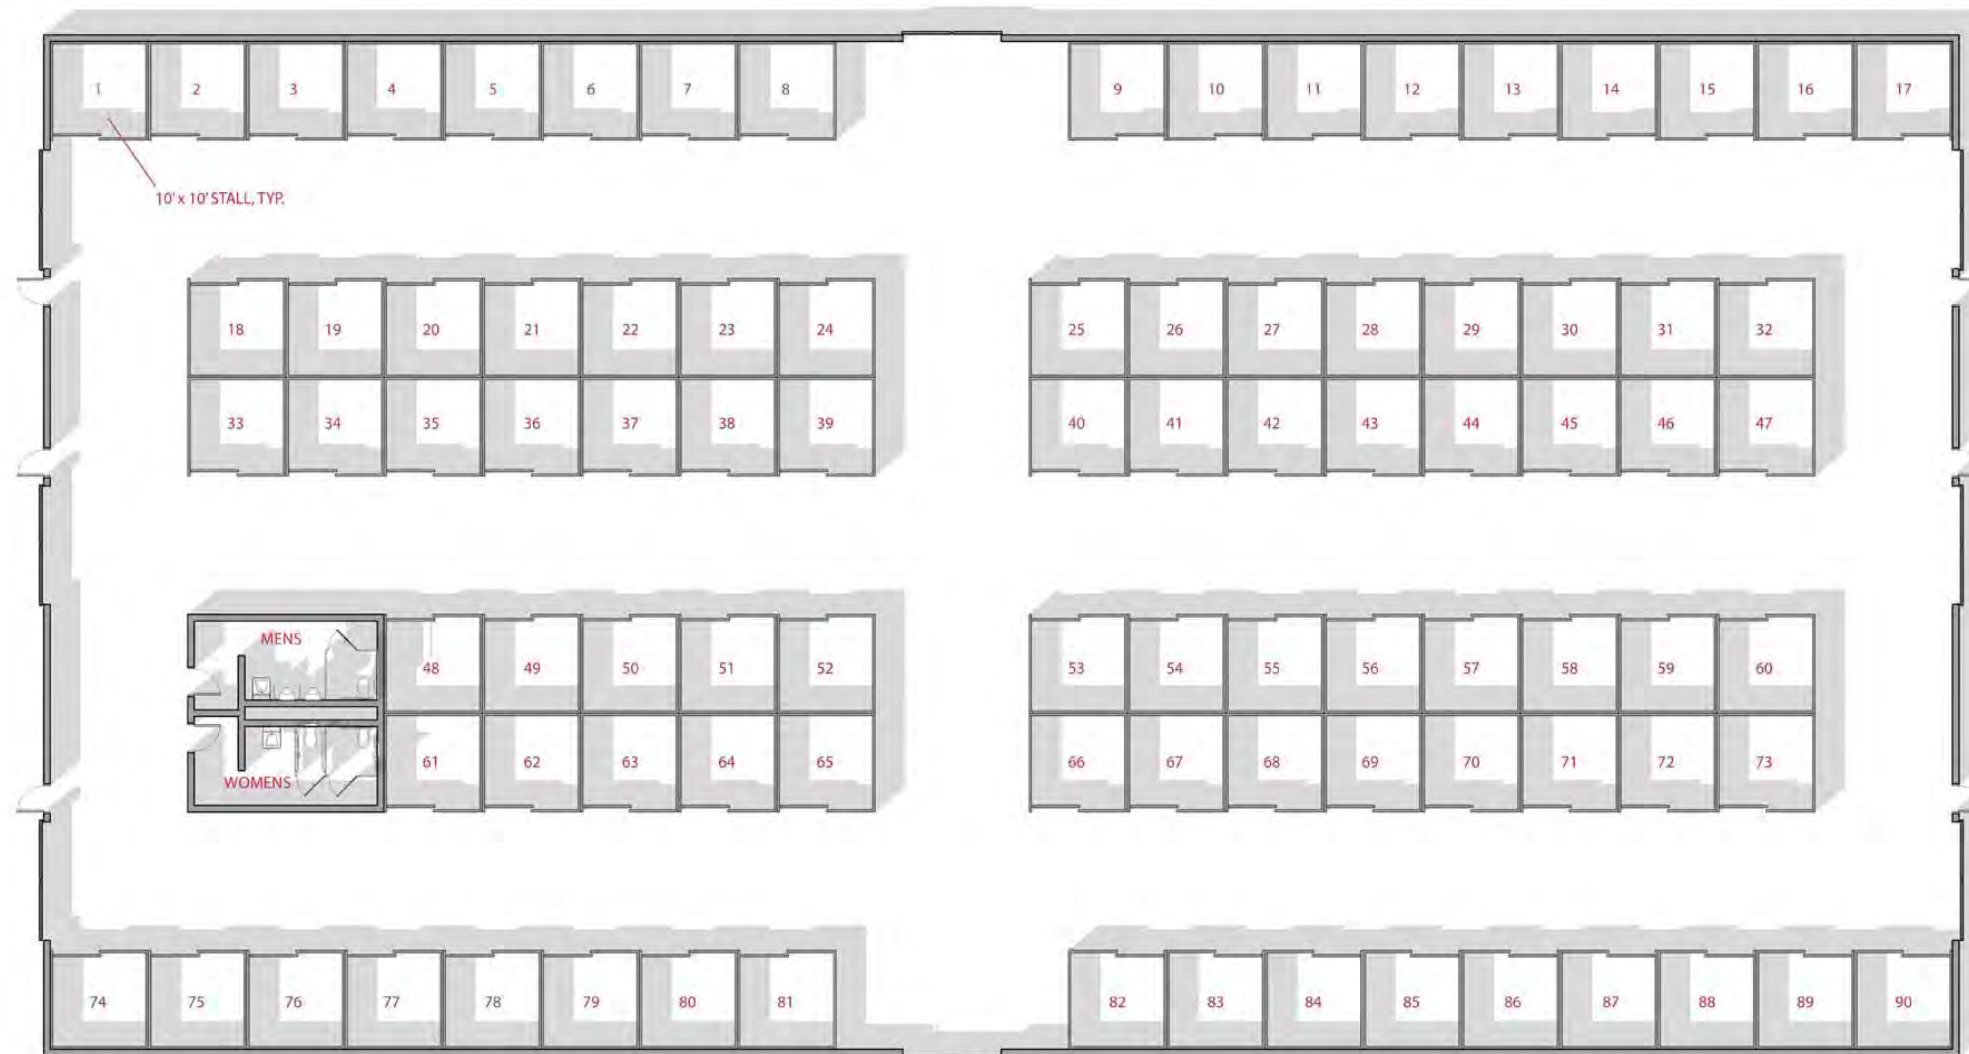 1 2 3 4 5 6 7 8 9 10 11 12 13 14 15 16 17
10' x 10' STALL, TYP.
18 19 20 21 22 23 24 25 26 27 28 29 30 31 32
33 34 35 36 37 38 39 40 41 42 43 44 45 46 47
MENS
48 49 50 51 52 53 54 55 56 57 58 59 60
61 62 63 64 65 66 67 68 69 70 71 72 73
WOMENS
74 75 76 77 78 79 80 81 82 83 84 85 86 87 88 89 90